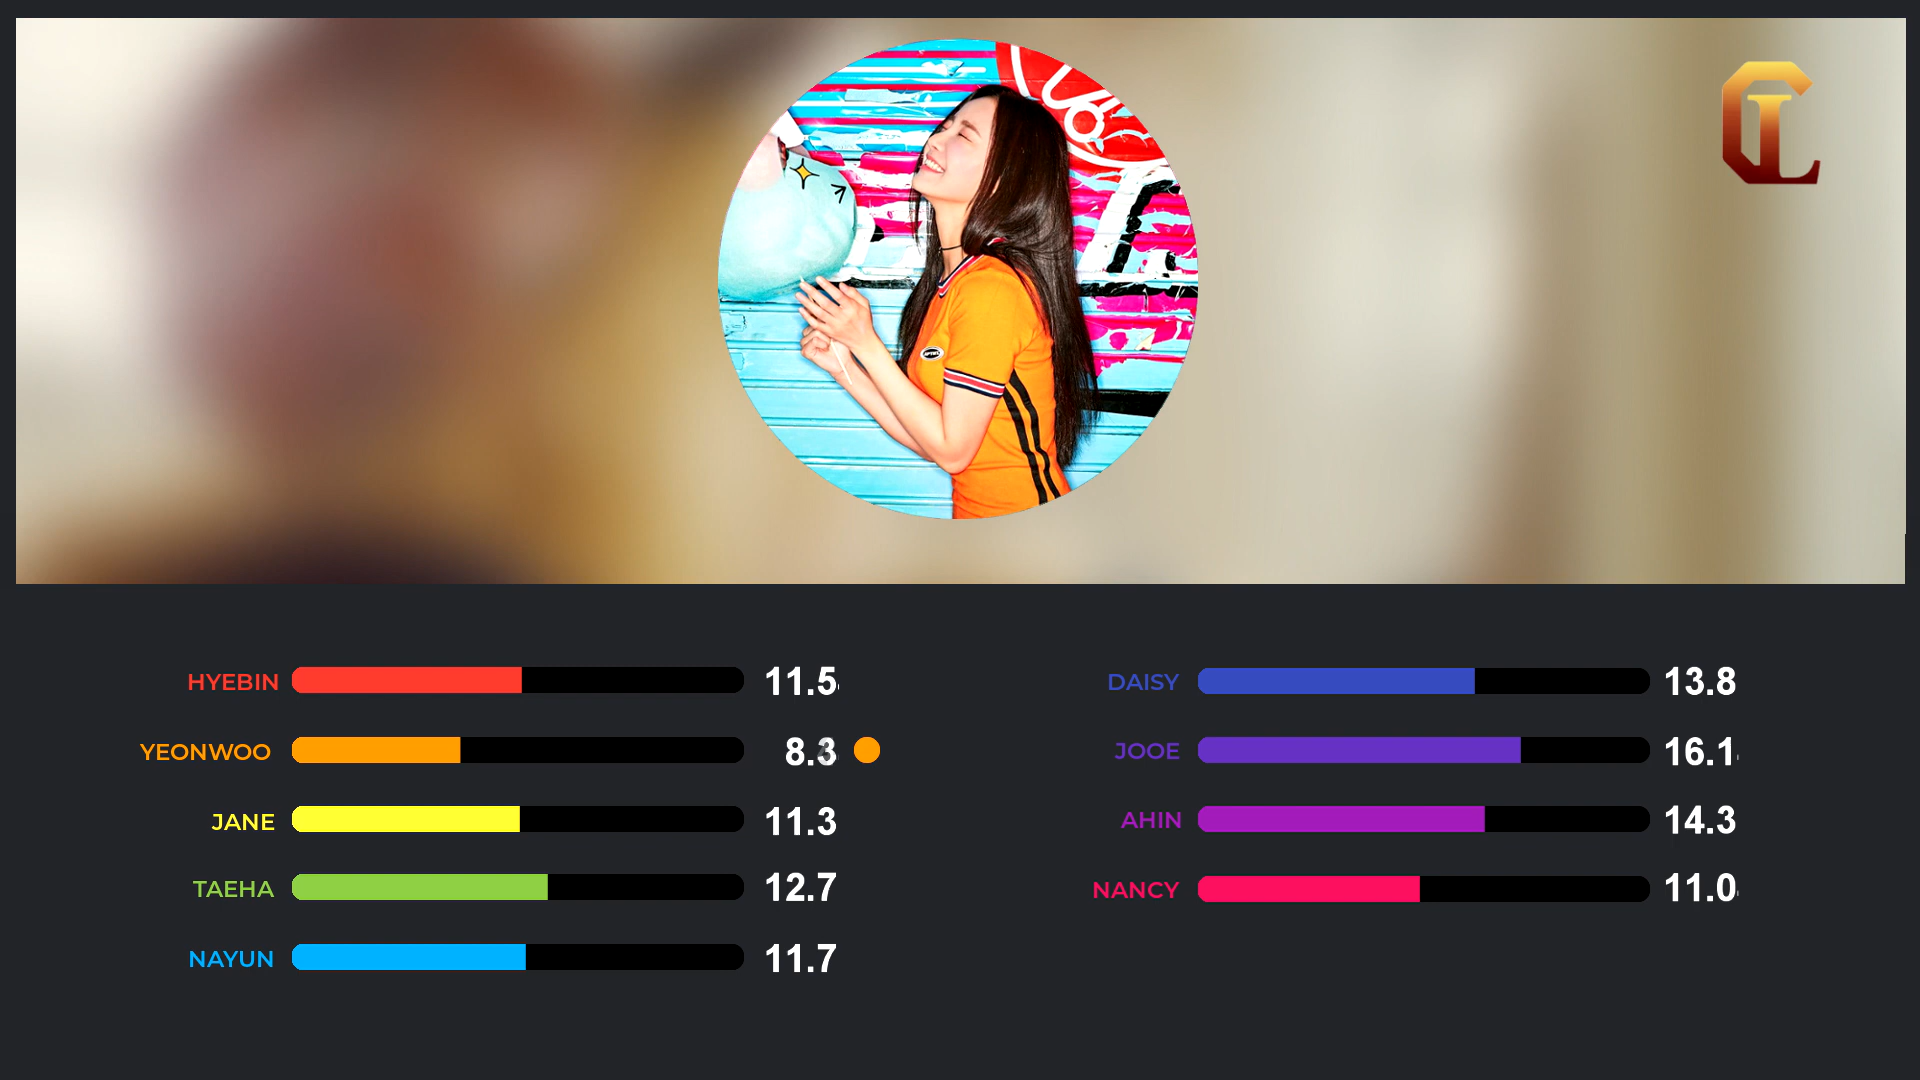 CL
HYEBIN 11.5
YEONWOO 8.3
JANE 11.3
TAEHA 12.7
NAYUN 11.7
DAISY 13.8
JOOE 16.1
AHIN 14.3
NANCY 11.0